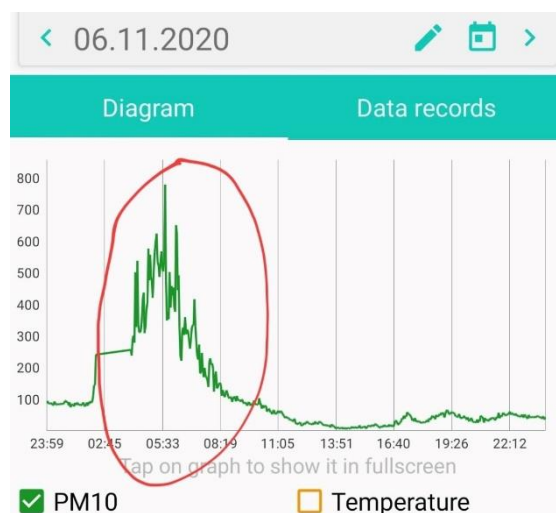 06.11.2020
Diagram Data records
800
700
600
500
400
300
200
100
23:59 02:45 05:33 08:19 11:05 13:51 16:40 19:26 22:12
Tap on graph to show it in fullscreen
PM10 Temperature